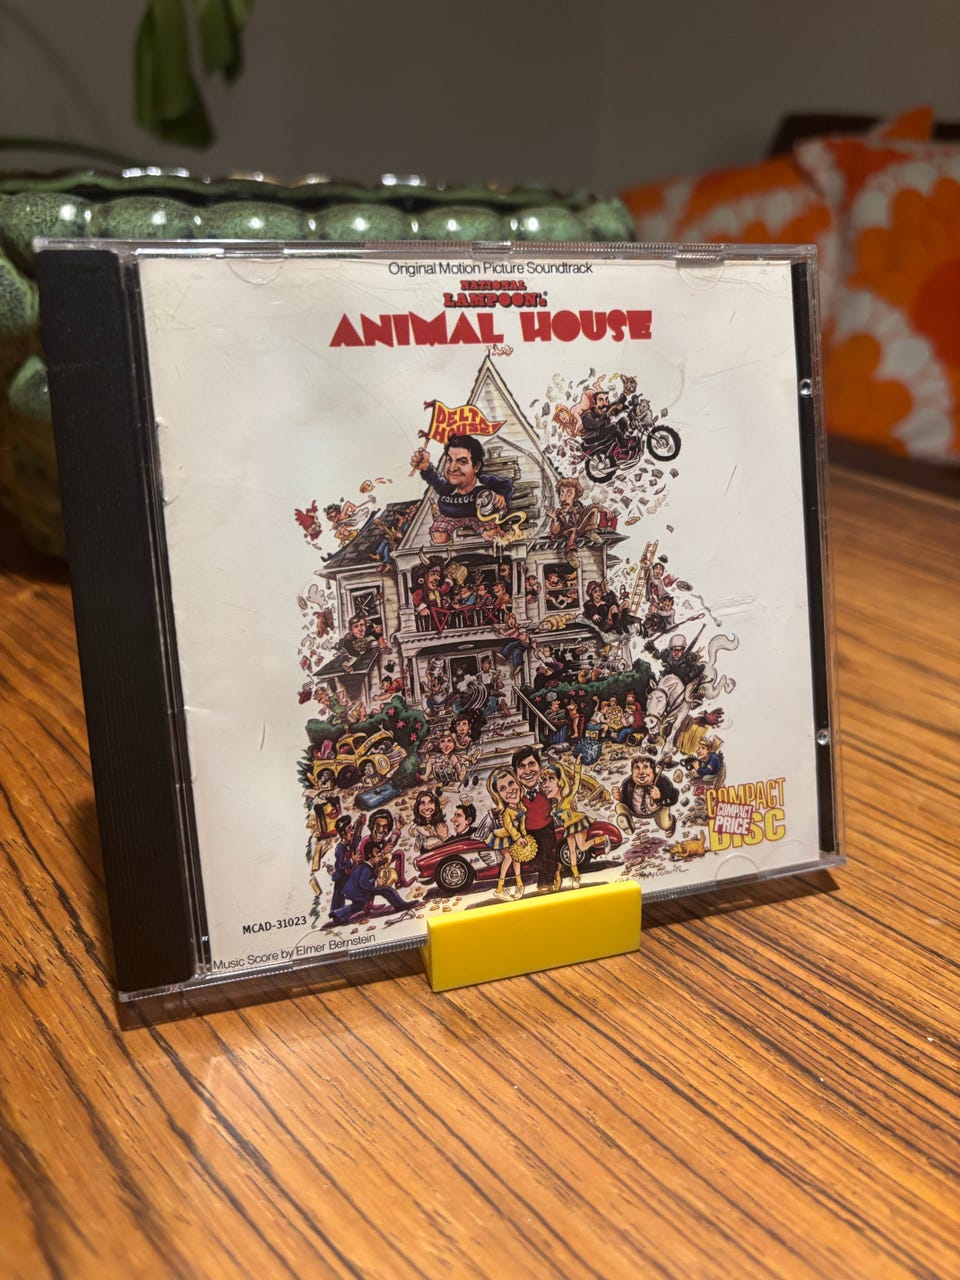 Original Motion Picture Soundtrack
NATIONAL
LAMPOON's®
ANIMAL HOUSE
DELTA
HOUSE
COLLEGE
COMPACT
COMPACT
PRICE
DISC
MCAD-31023
Music Score by Elmer Bernstein